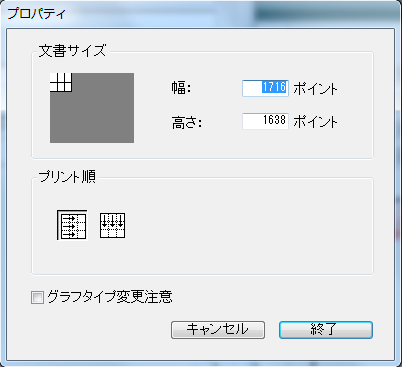 プロパティ
文書サイズ
幅: 1716 ポイント
高さ: 1638 ポイント
プリント順
グラフタイプ変更注意
キャンセル 終了